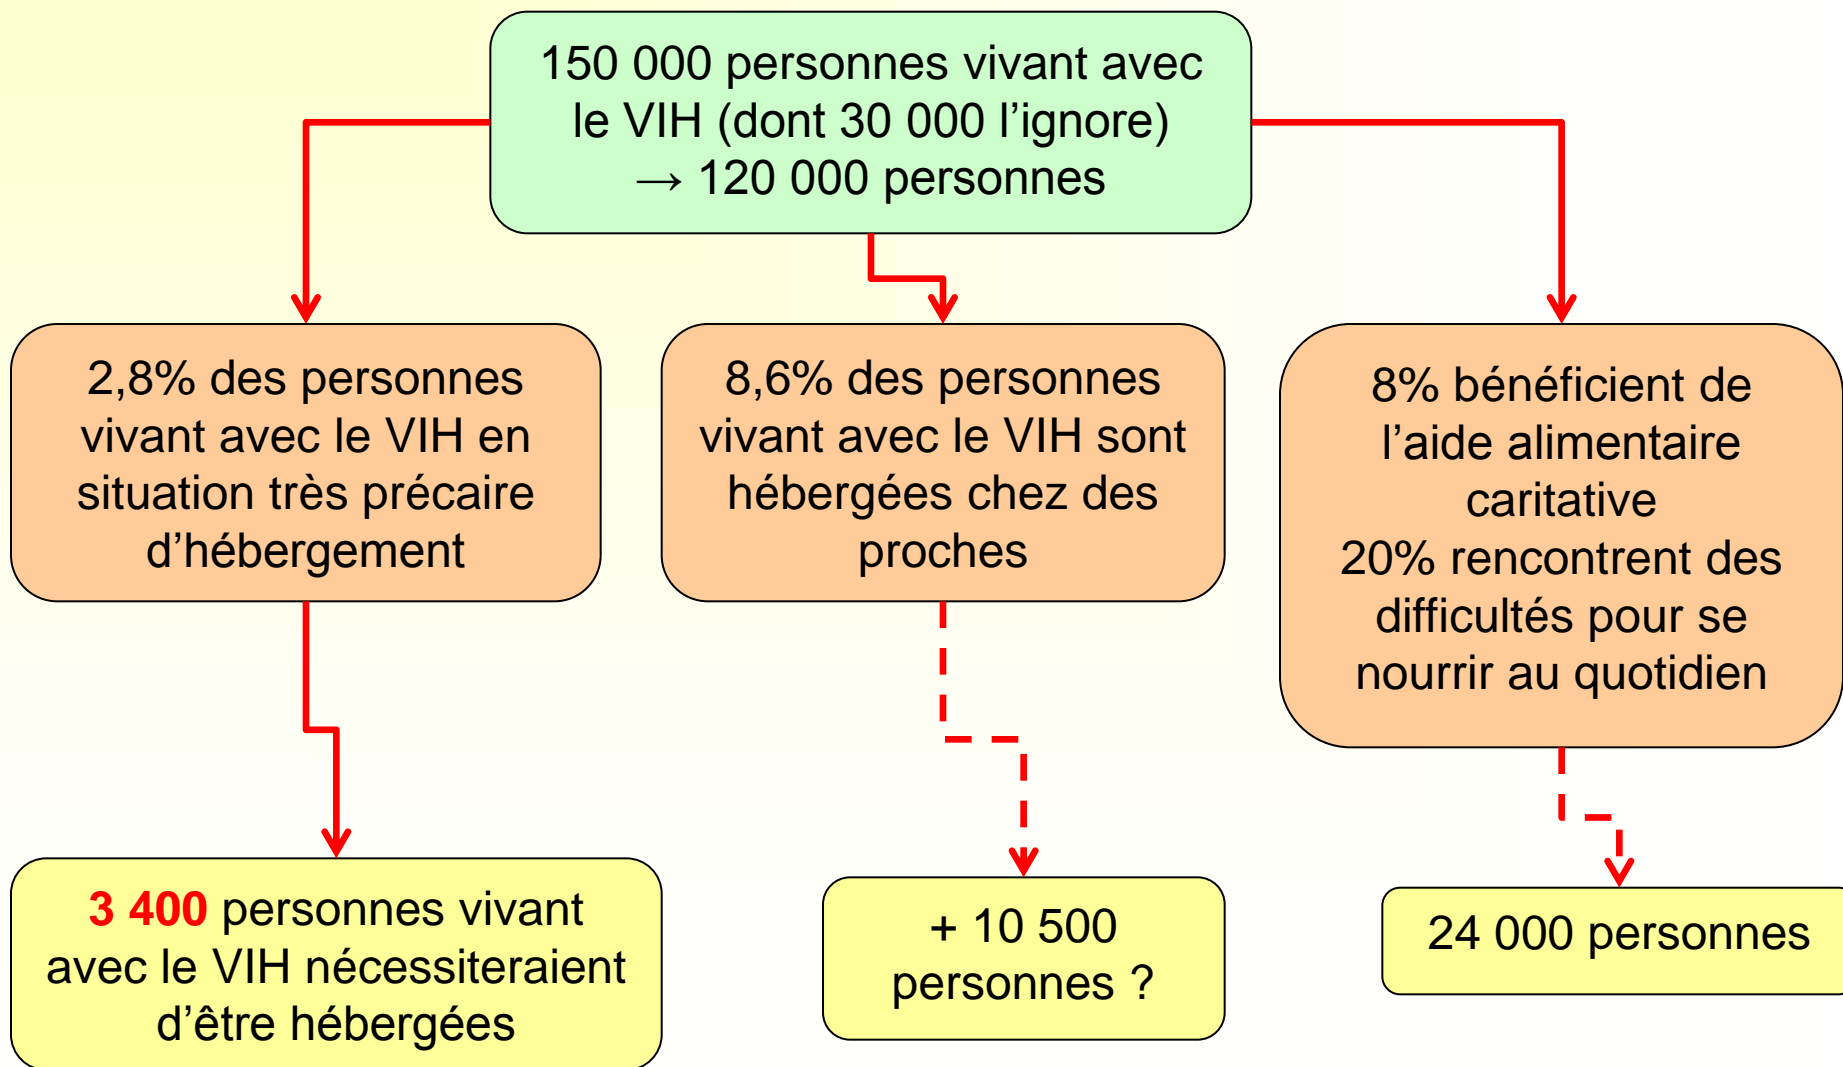 150 000 personnes vivant avec
le VIH (dont 30 000 l’ignore)
→ 120 000 personnes
2,8% des personnes
vivant avec le VIH en
situation très précaire
d’hébergement
8,6% des personnes
vivant avec le VIH sont
hébergées chez des
proches
8% bénéficient de
l’aide alimentaire
caritative
20% rencontrent des
difficultés pour se
nourrir au quotidien
3 400 personnes vivant
avec le VIH nécessiteraient
d’être hébergées
+ 10 500
personnes ?
24 000 personnes